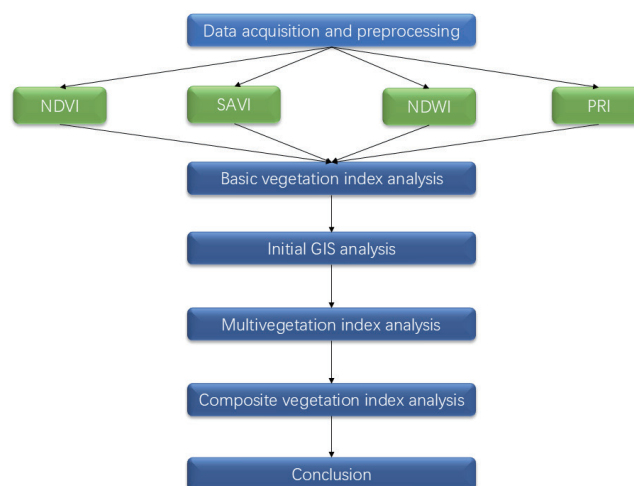 Data acquisition and preprocessing
NDVI
SAVI
NDWI
PRI
Basic vegetation index analysis
Initial GIS analysis
Multivegetation index analysis
Composite vegetation index analysis
Conclusion